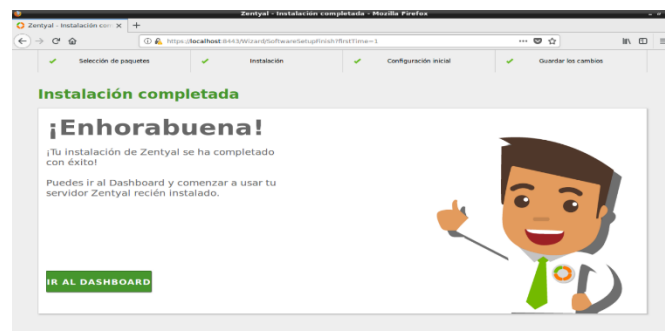 Zentyal - Instalación completada - Mozilla Firefox
Zentyal - Instalación con
https://localhost:8443/Wizard/SoftwareSetupFinish?firstTime=1
Selección de paquetes
Instalación
Configuración inicial
Guardar los cambios
Instalación completada
¡Enhorabuena!
¡Tu instalación de Zentyal se ha completado
con éxito!
Puedes ir al Dashboard y comenzar a usar tu
servidor Zentyal recién instalado.
IR AL DASHBOARD